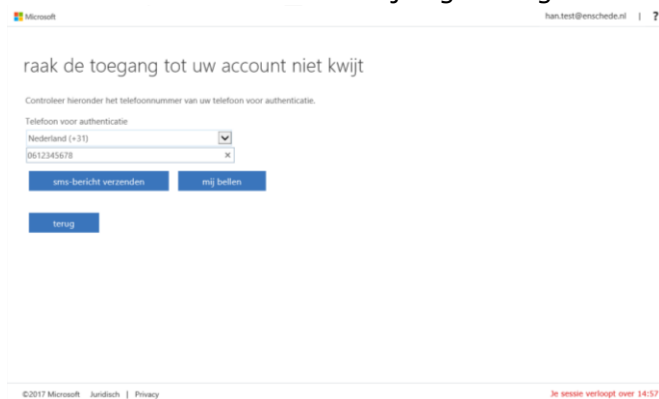 Microsoft
han.test@enschede.nl | ?
raak de toegang tot uw account niet kwijt
Controleer hieronder het telefoonnummer van uw telefoon voor authenticatie.
Telefoon voor authenticatie
Nederland (+31)
0612345678 ×
sms-bericht verzenden
mij bellen
terug
©2017 Microsoft Juridisch | Privacy
Je sessie verloopt over 14:57